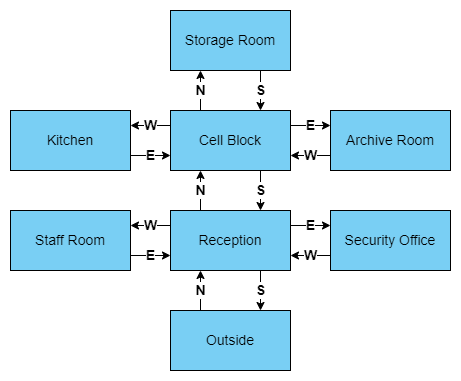 Storage Room
N S
Kitchen W E Cell Block E W Archive Room
N S
Staff Room W E Reception E W Security Office
N S
Outside